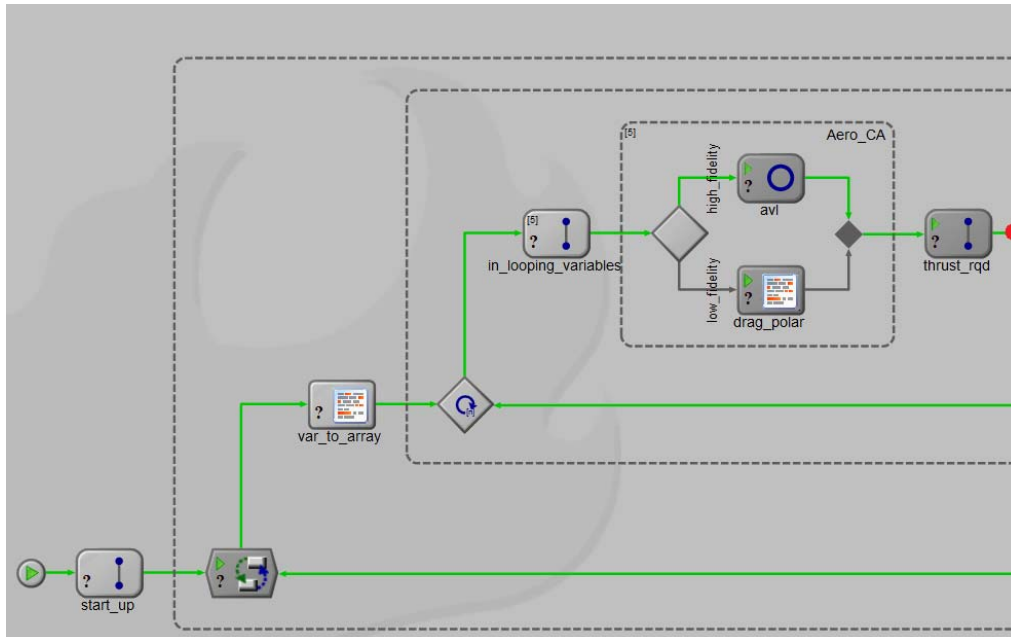 [5]
Aero_CA
high_fidelity
?
avl
[5]
?
in_looping_variables
?
thrust_rqd
low_fidelity
?
drag_polar
?
var_to_array
?
start_up
?